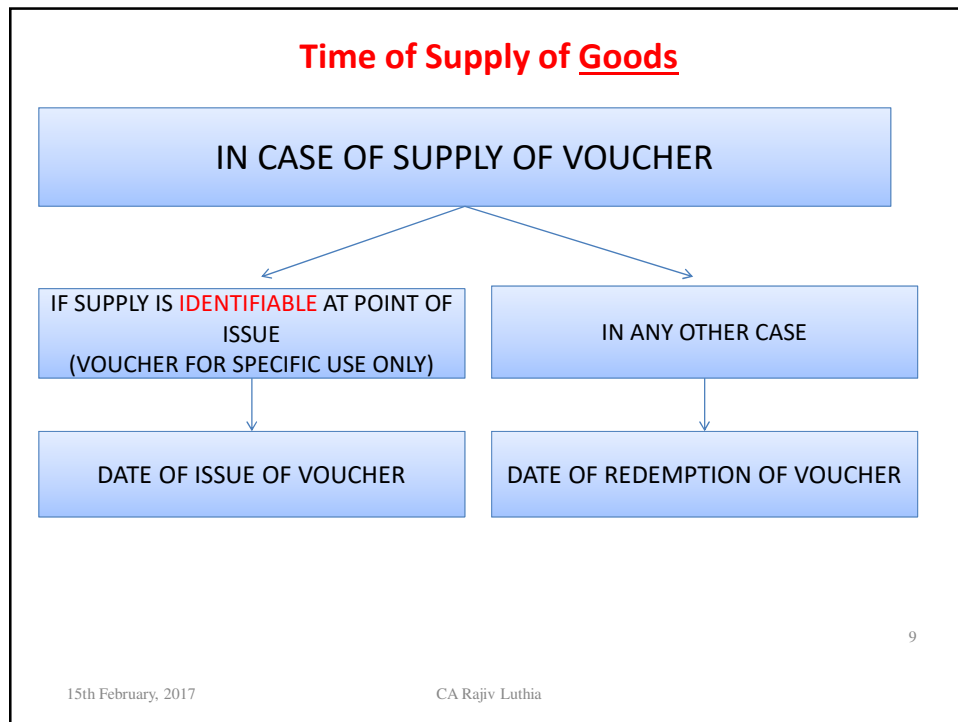 Time of Supply of Goods
IN CASE OF SUPPLY OF VOUCHER
IF SUPPLY IS IDENTIFIABLE AT POINT OF
ISSUE
(VOUCHER FOR SPECIFIC USE ONLY)
IN ANY OTHER CASE
DATE OF ISSUE OF VOUCHER
DATE OF REDEMPTION OF VOUCHER
9
15th February, 2017
CA Rajiv Luthia